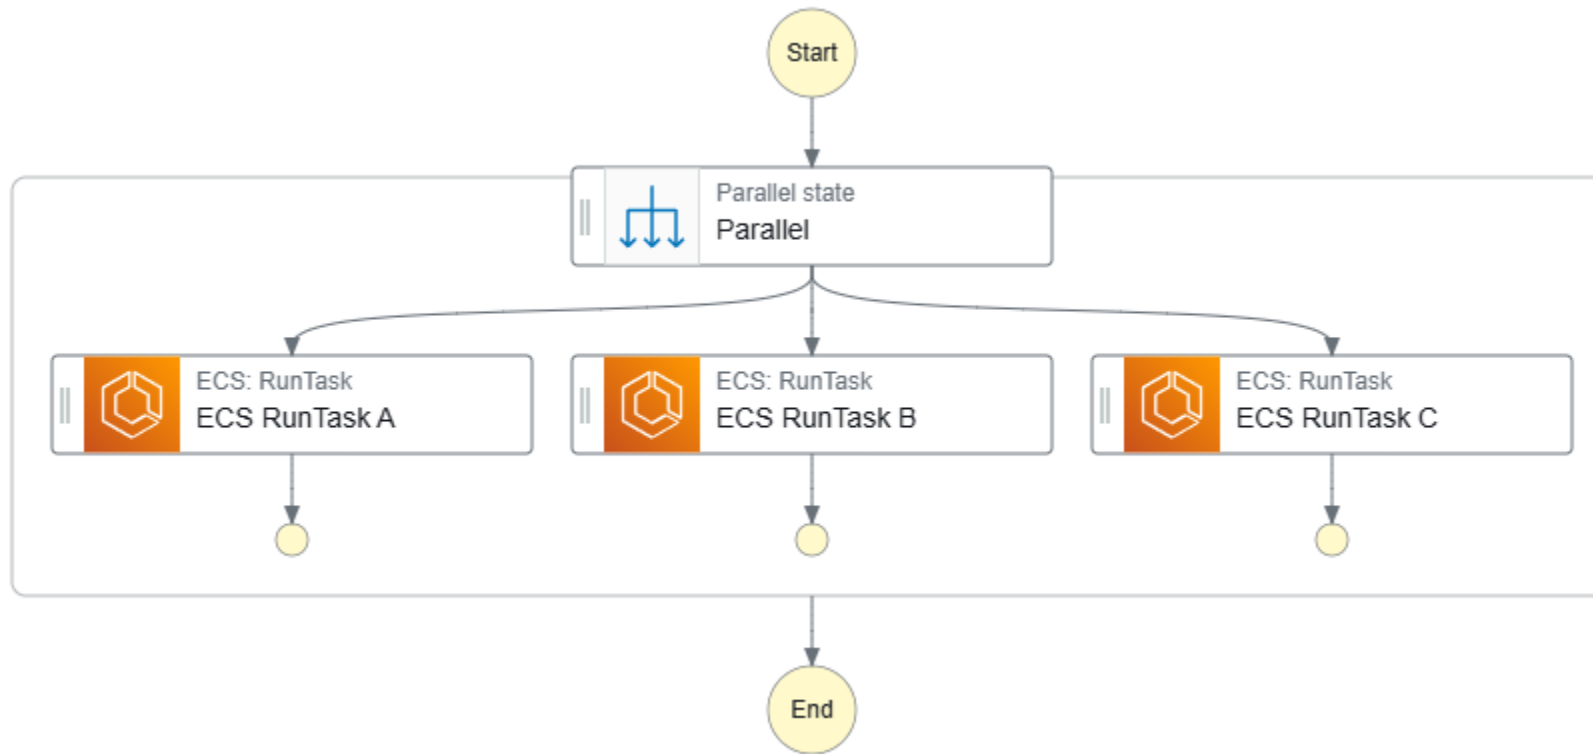 Start
Parallel state
Parallel
ECS: RunTask
ECS RunTask A
ECS: RunTask
ECS RunTask B
ECS: RunTask
ECS RunTask C
End